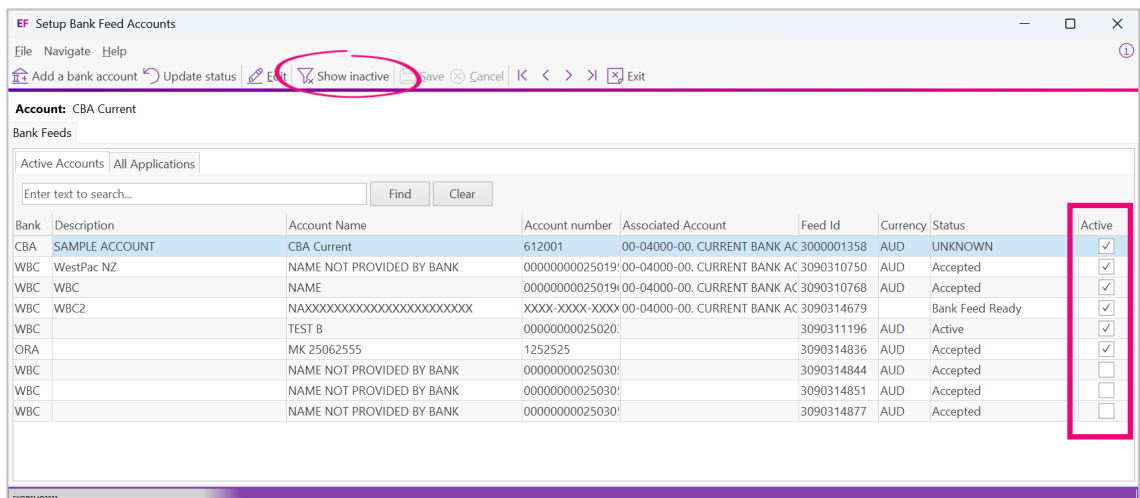 EF Setup Bank Feed Accounts
File Navigate Help
Add a bank account Update status Edit Show inactive Save Cancel Exit
Account: CBA Current
Bank Feeds
Active Accounts All Applications
Enter text to search... Find Clear
Bank Description Account Name Account number Associated Account Feed Id Currency Status Active
CBA SAMPLE ACCOUNT CBA Current 612001 00-04000-00. CURRENT BANK AC 3000001358 AUD UNKNOWN
WBC WestPac NZ NAME NOT PROVIDED BY BANK 00-04000-00. CURRENT BANK AC 3090310750 AUD Accepted
WBC WBC NAME 00-04000-00. CURRENT BANK AC 3090310768 AUD Accepted
WBC WBC2 NAXXXXXXXXXXXXXXXXXXXXXXXX XXXX-XXXX-XXXX 00-04000-00. CURRENT BANK AC 3090314679 Bank Feed Ready
WBC TEST B 3090311196 AUD Active
ORA MK 25062555 1252525 3090314836 AUD Accepted
WBC NAME NOT PROVIDED BY BANK 3090314844 AUD Accepted
WBC NAME NOT PROVIDED BY BANK 3090314851 AUD Accepted
WBC NAME NOT PROVIDED BY BANK 3090314877 AUD Accepted